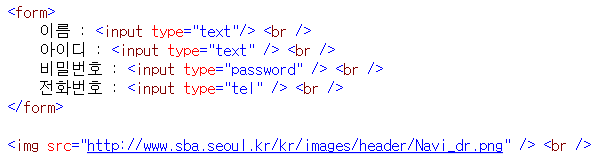 <form>
이름 : <input type="text"/> <br />
아이디 : <input type="text" /> <br />
비밀번호 : <input type="password" /> <br />
전화번호 : <input type="tel" /> <br />
</form>
<img src="http://www.sba.seoul.kr/kr/images/header/Navi_dr.png" /> <br />